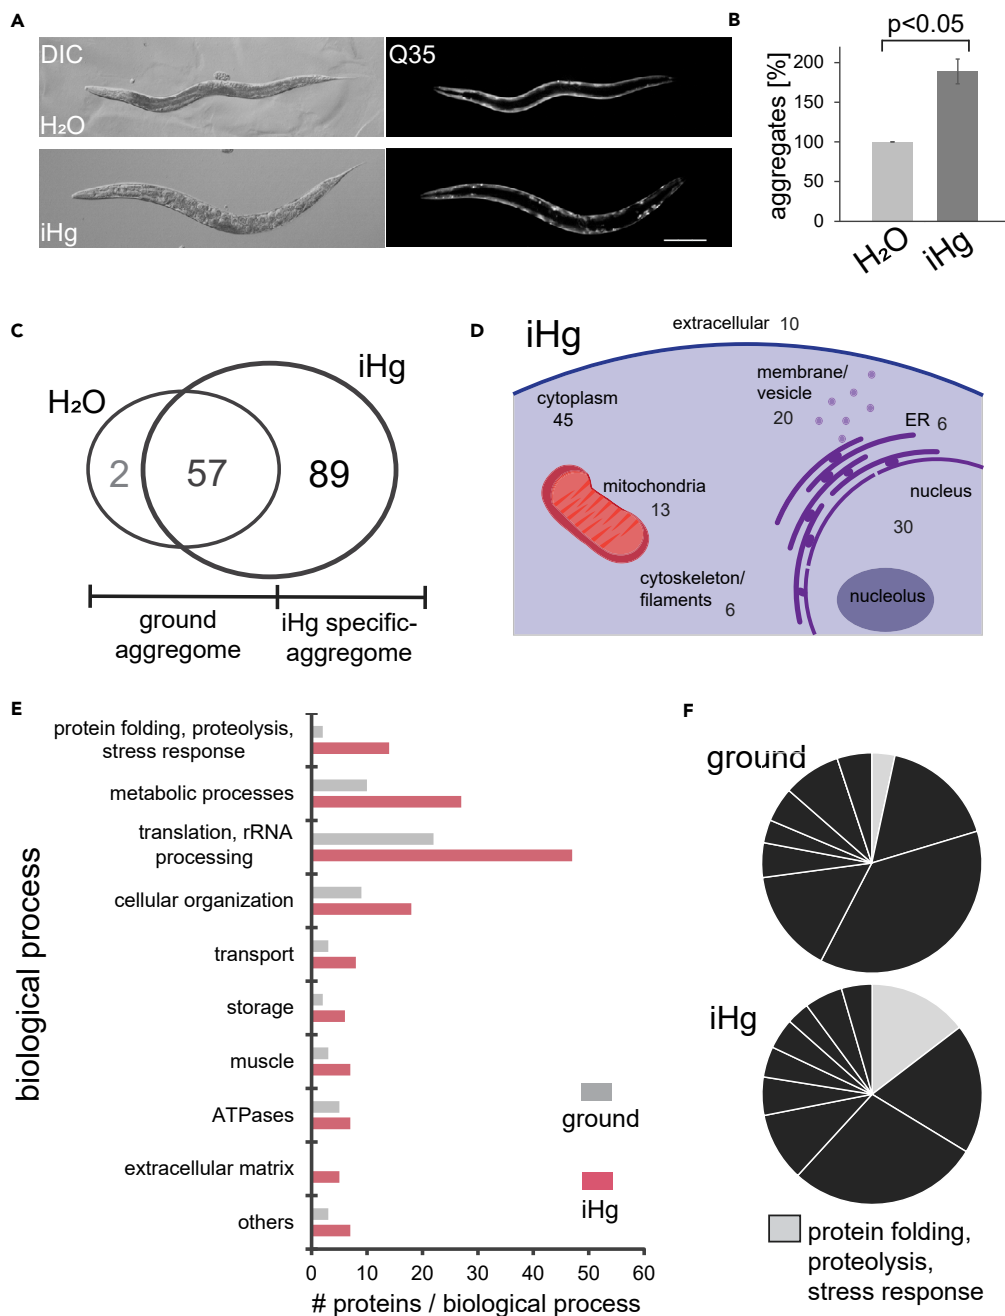 A
DIC
Q35
H₂O
iHg
B
p<0.05
aggregates [%]
200
150
100
50
0
H₂O
iHg
C
H₂O
iHg
2
57
89
ground
aggregome
iHg specific-
aggregome
D
iHg
extracellular 10
cytoplasm
45
membrane/
vesicle
20
ER 6
mitochondria
13
nucleus
30
cytoskeleton/
filaments 6
nucleolus
E
biological process
protein folding, proteolysis,
stress response
metabolic processes
translation, rRNA
processing
cellular organization
transport
storage
muscle
ATPases
extracellular matrix
others
ground
iHg
0 10 20 30 40 50 60
# proteins / biological process
F
ground
iHg
protein folding,
proteolysis,
stress response